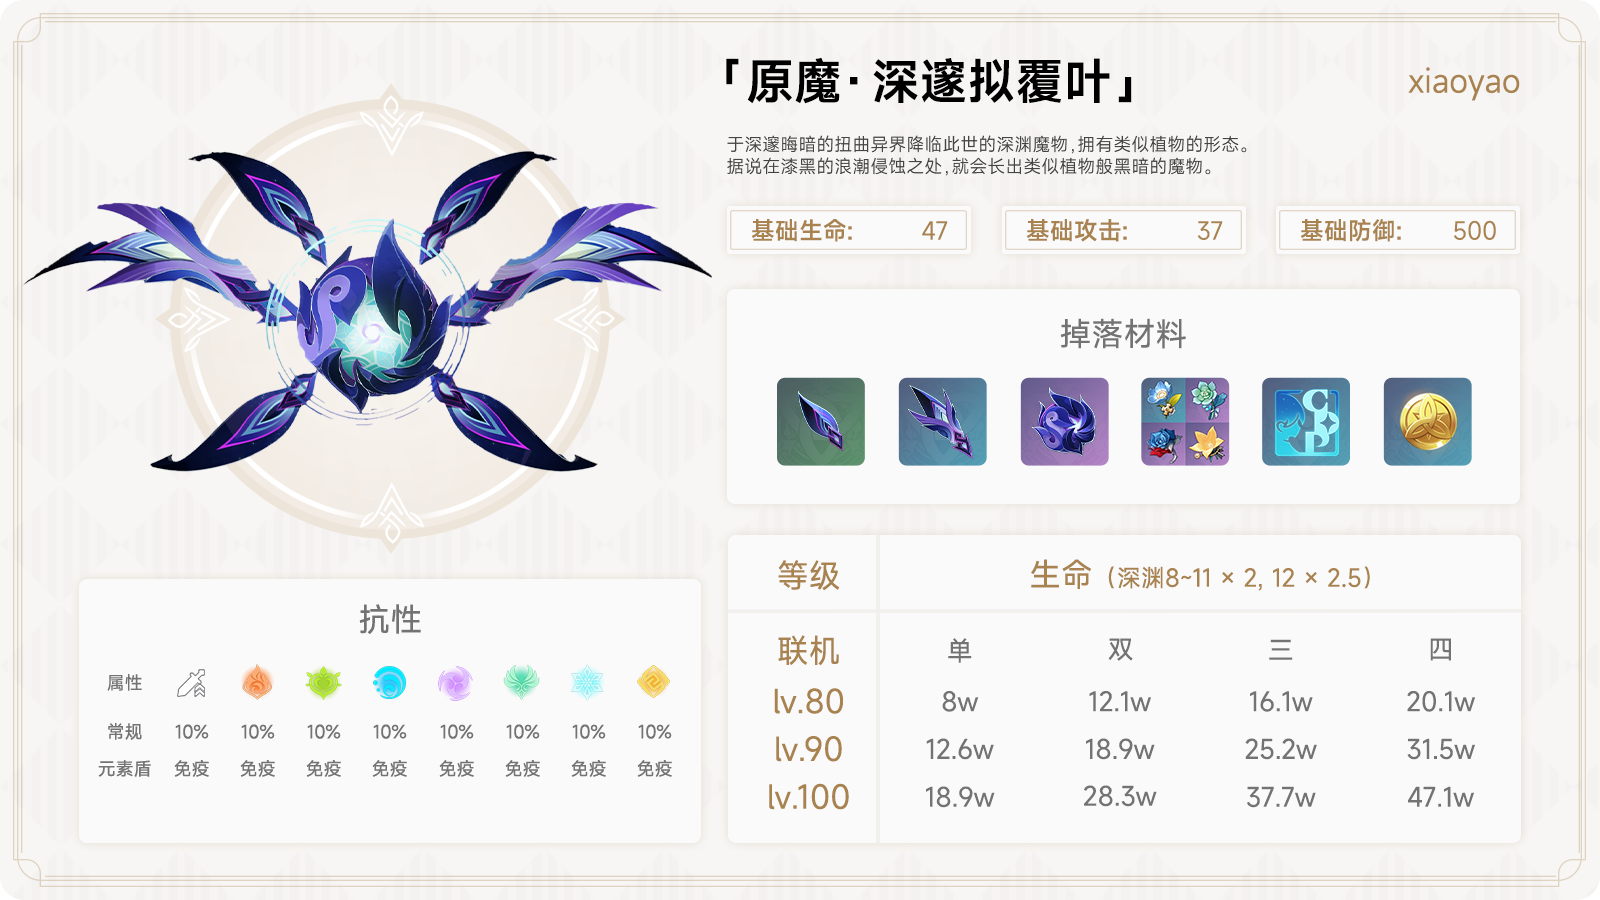 「原魔·深邃拟覆叶」
xiaoyao
于深邃晦暗的扭曲异界降临此世的深渊魔物,拥有类似植物的形态。
据说在漆黑的浪潮侵蚀之处,就会长出类似植物般黑暗的魔物。
基础生命: 47 基础攻击: 37 基础防御: 500
掉落材料
抗性
属性
常规 10% 10% 10% 10% 10% 10% 10% 10%
元素盾 免疫 免疫 免疫 免疫 免疫 免疫 免疫 免疫
等级 生命 (深渊8~11 × 2, 12 × 2.5)
联机 单 双 三 四
lv.80 8w 12.1w 16.1w 20.1w
lv.90 12.6w 18.9w 25.2w 31.5w
lv.100 18.9w 28.3w 37.7w 47.1w